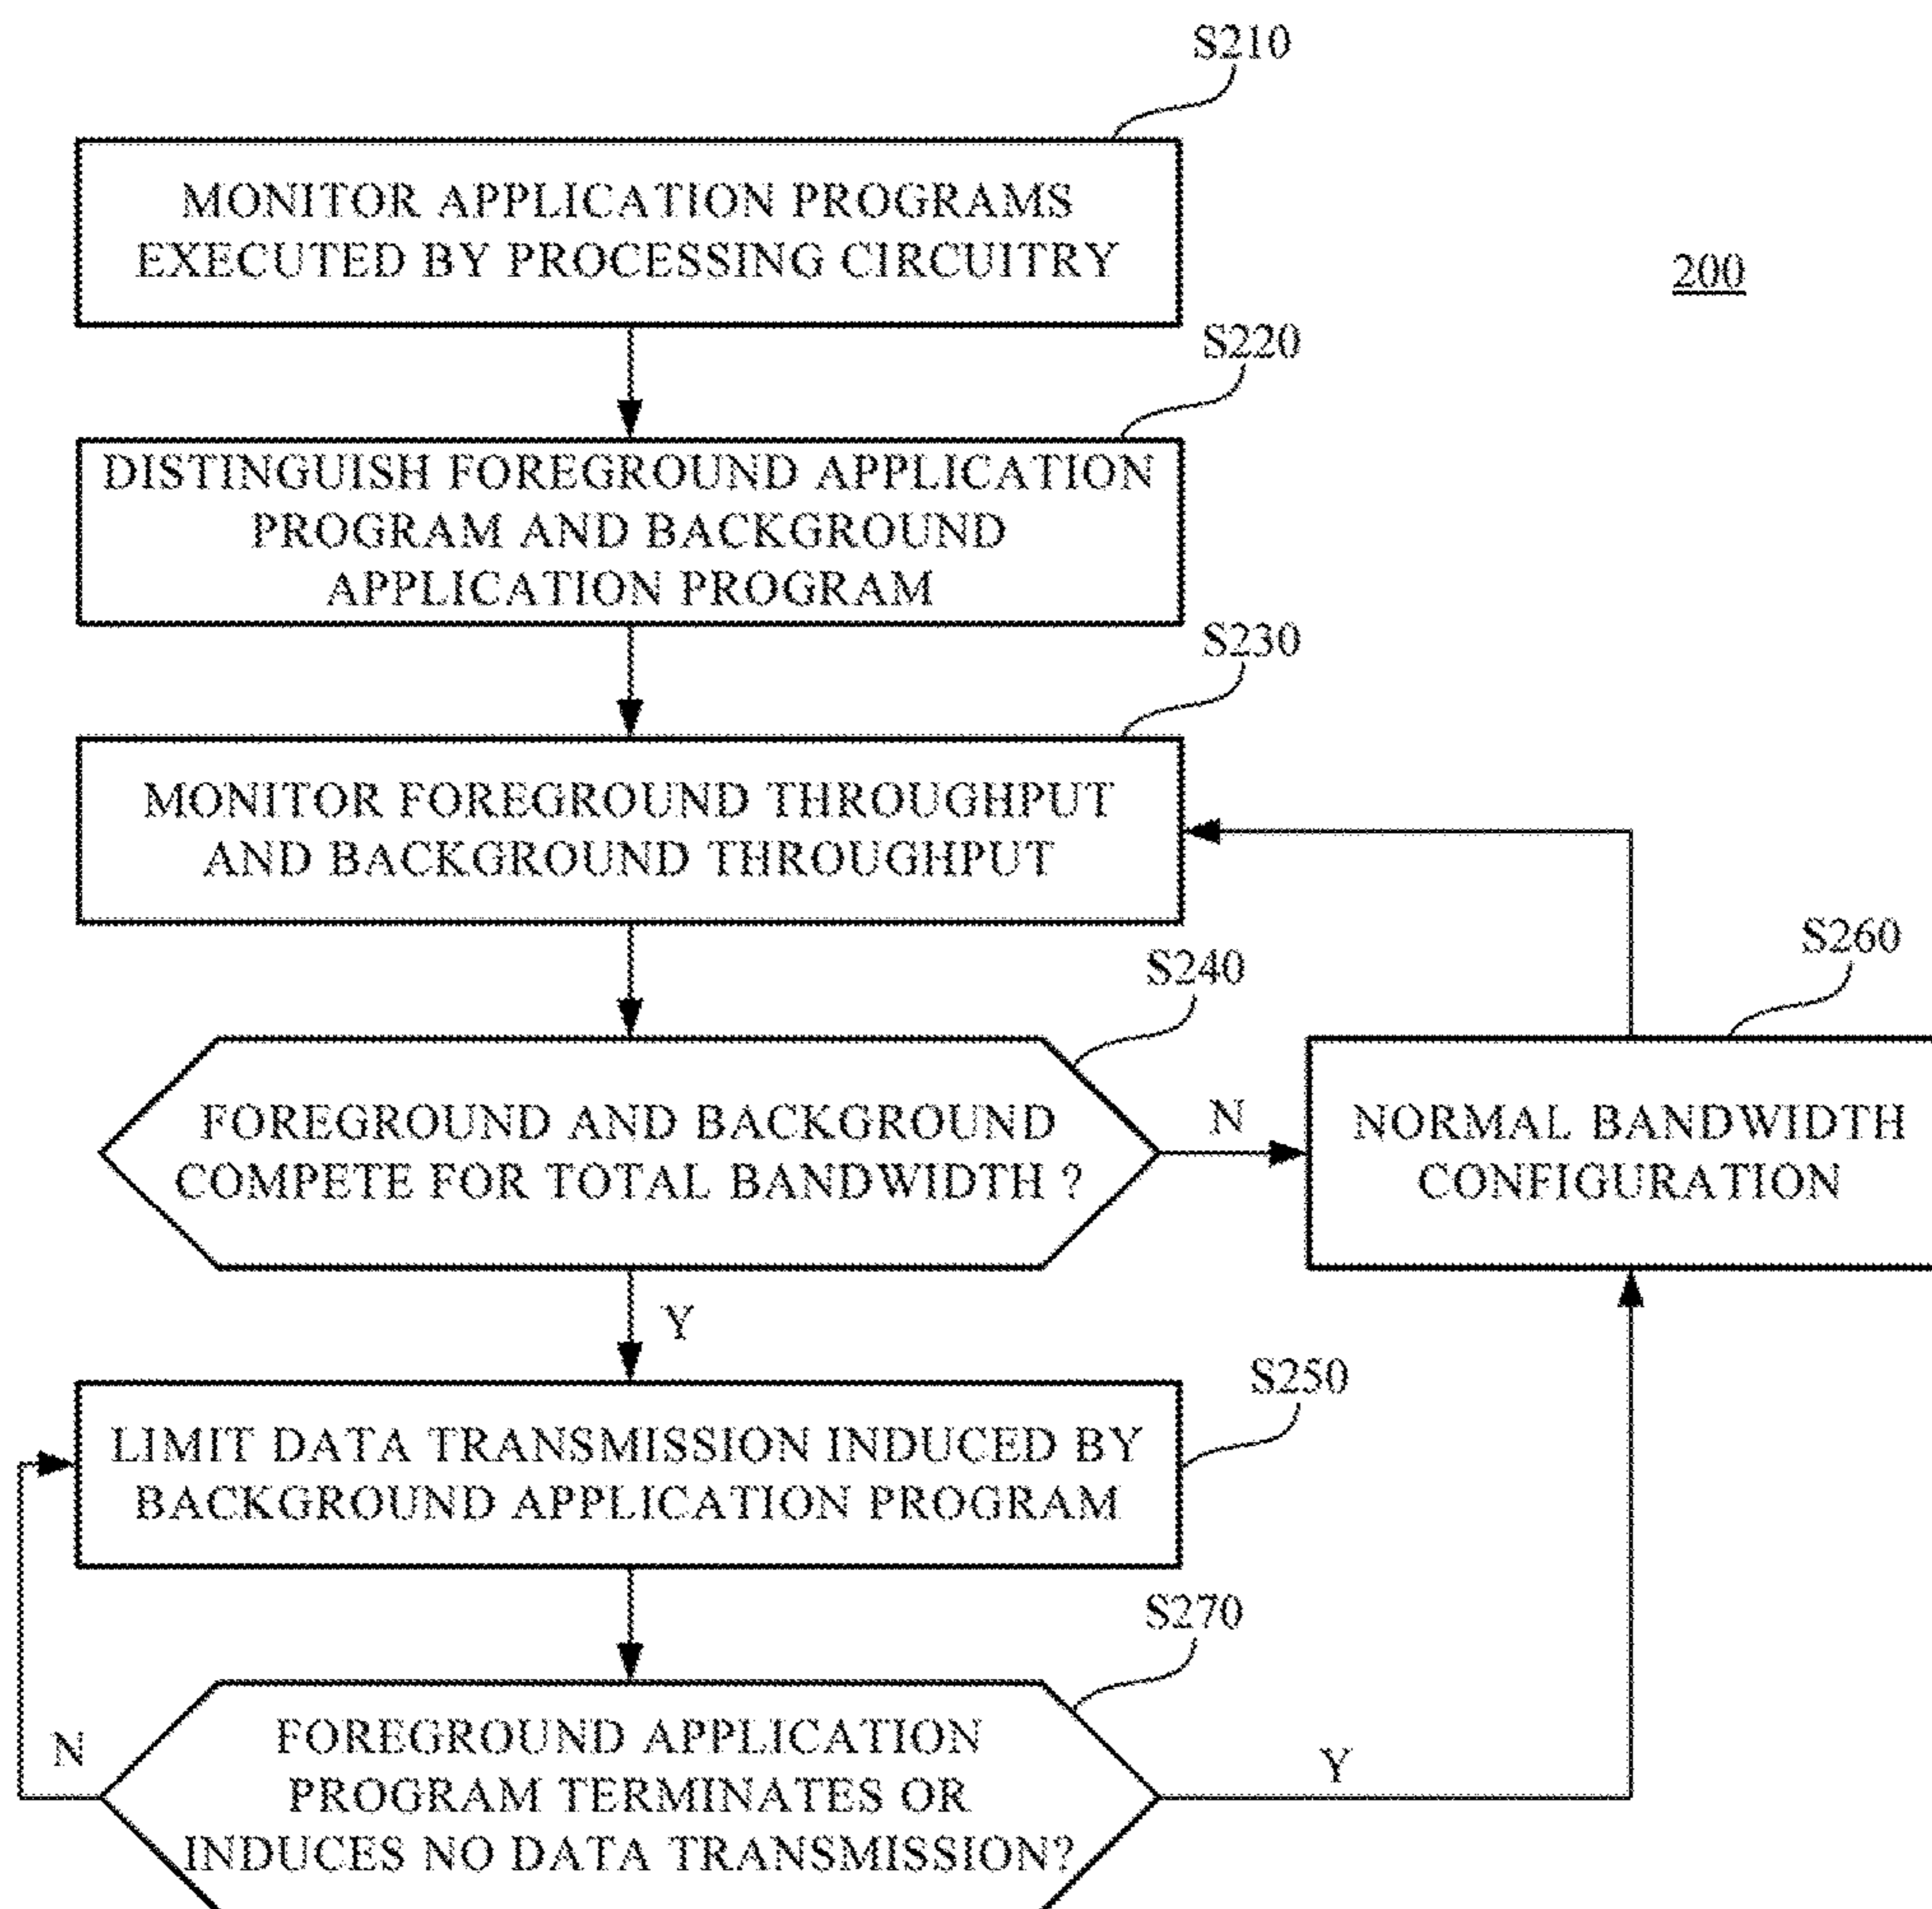 S210
MONITOR APPLICATION PROGRAMS
EXECUTED BY PROCESSING CIRCUITRY
200
S220
DISTINGUISH FOREGROUND APPLICATION
PROGRAM AND BACKGROUND
APPLICATION PROGRAM
S230
MONITOR FOREGROUND THROUGHPUT
AND BACKGROUND THROUGHPUT
S240
FOREGROUND AND BACKGROUND
COMPETE FOR TOTAL BANDWIDTH ?
N
S260
NORMAL BANDWIDTH
CONFIGURATION
Y
S250
LIMIT DATA TRANSMISSION INDUCED BY
BACKGROUND APPLICATION PROGRAM
S270
N
FOREGROUND APPLICATION
PROGRAM TERMINATES OR
INDUCES NO DATA TRANSMISSION?
Y